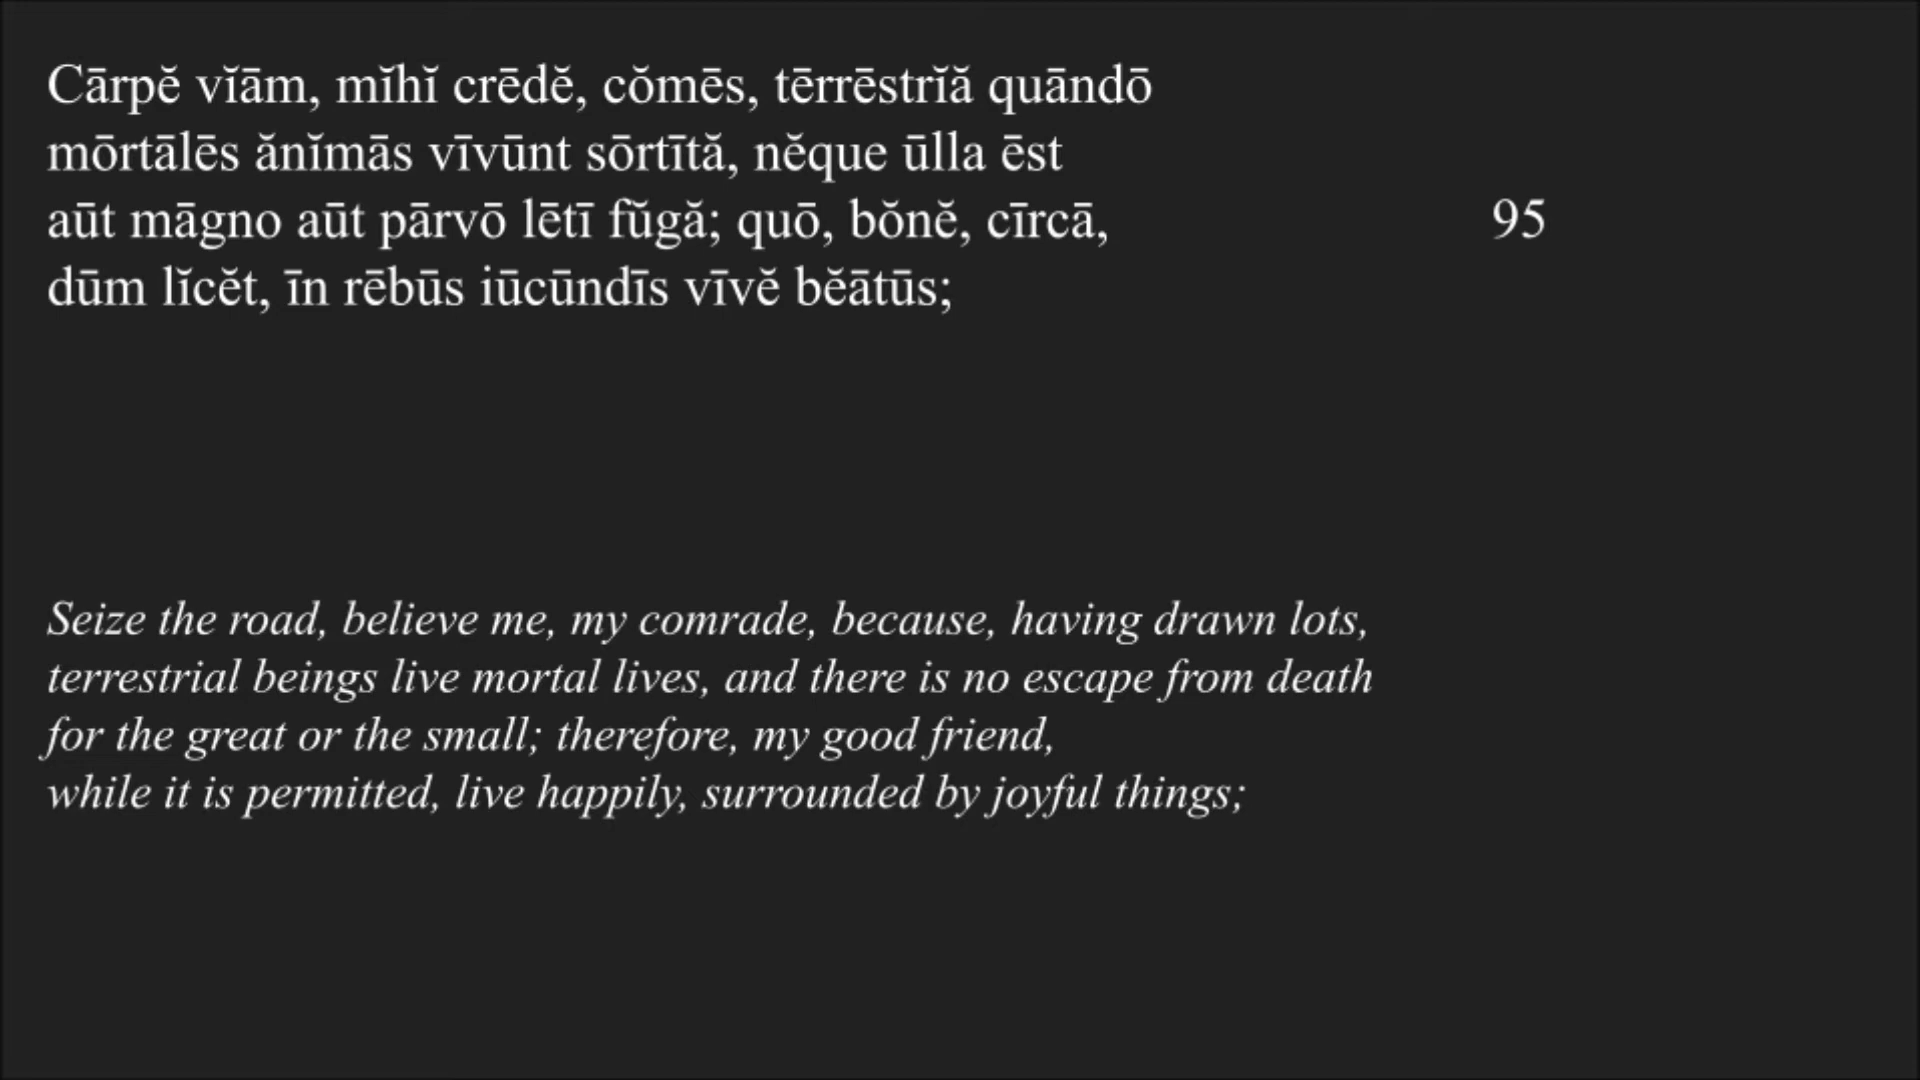 Cārpĕ vĭām, mĭhĭ crēdĕ, cŏmēs, tērrēstrĭă quāndō
mōrtālēs ănĭmās vīvūnt sōrtītă, nĕque ūlla ēst
aūt māgno aūt pārvō lētī fŭgă; quō, bŏnĕ, cīrcā, 95
dūm lĭcĕt, īn rēbūs iūcūndīs vīvĕ bĕātūs;
Seize the road, believe me, my comrade, because, having drawn lots,
terrestrial beings live mortal lives, and there is no escape from death
for the great or the small; therefore, my good friend,
while it is permitted, live happily, surrounded by joyful things;